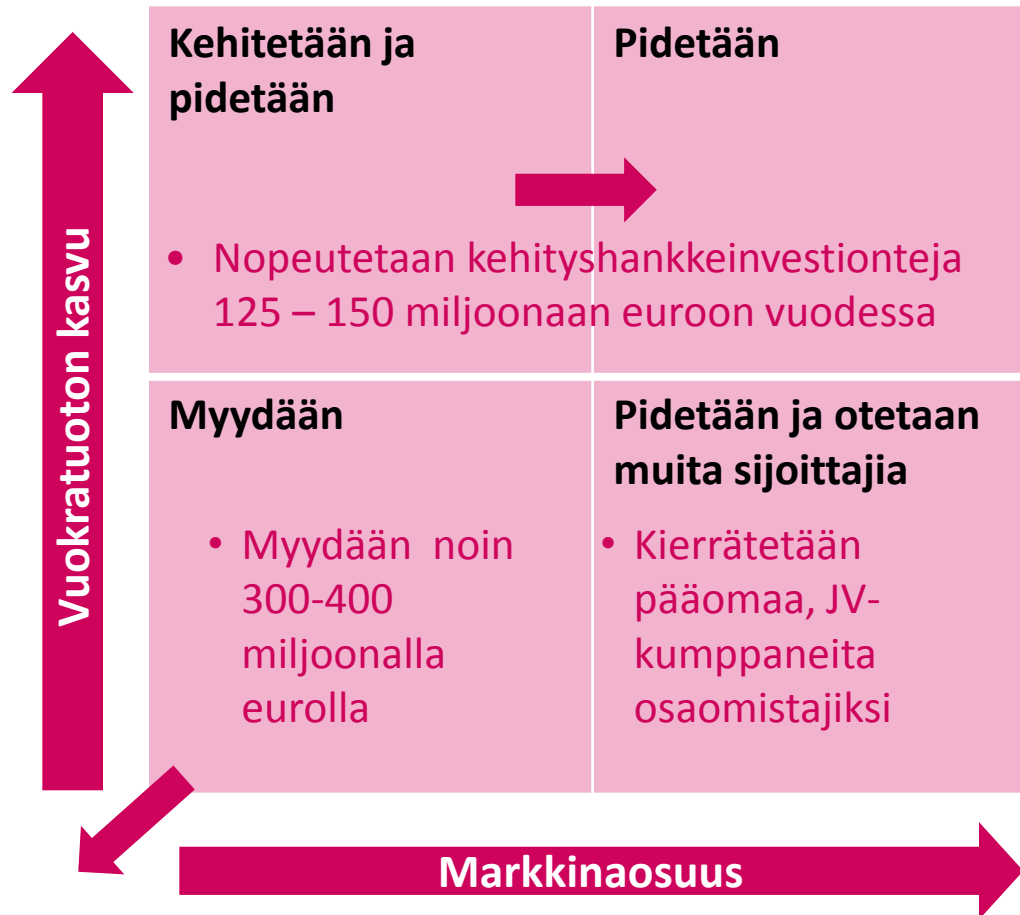 Vuokratuoton kasvu
Kehitetään ja
pidetään
Pidetään
• Nopeutetaan kehityshankkeinvestionteja
125 – 150 miljoonaan euroon vuodessa
Myydään
• Myydään noin
300-400
miljoonalla
eurolla
Pidetään ja otetaan
muita sijoittajia
• Kierrätetään
pääomaa, JV-
kumppaneita
osaomistajiksi
Markkinaosuus